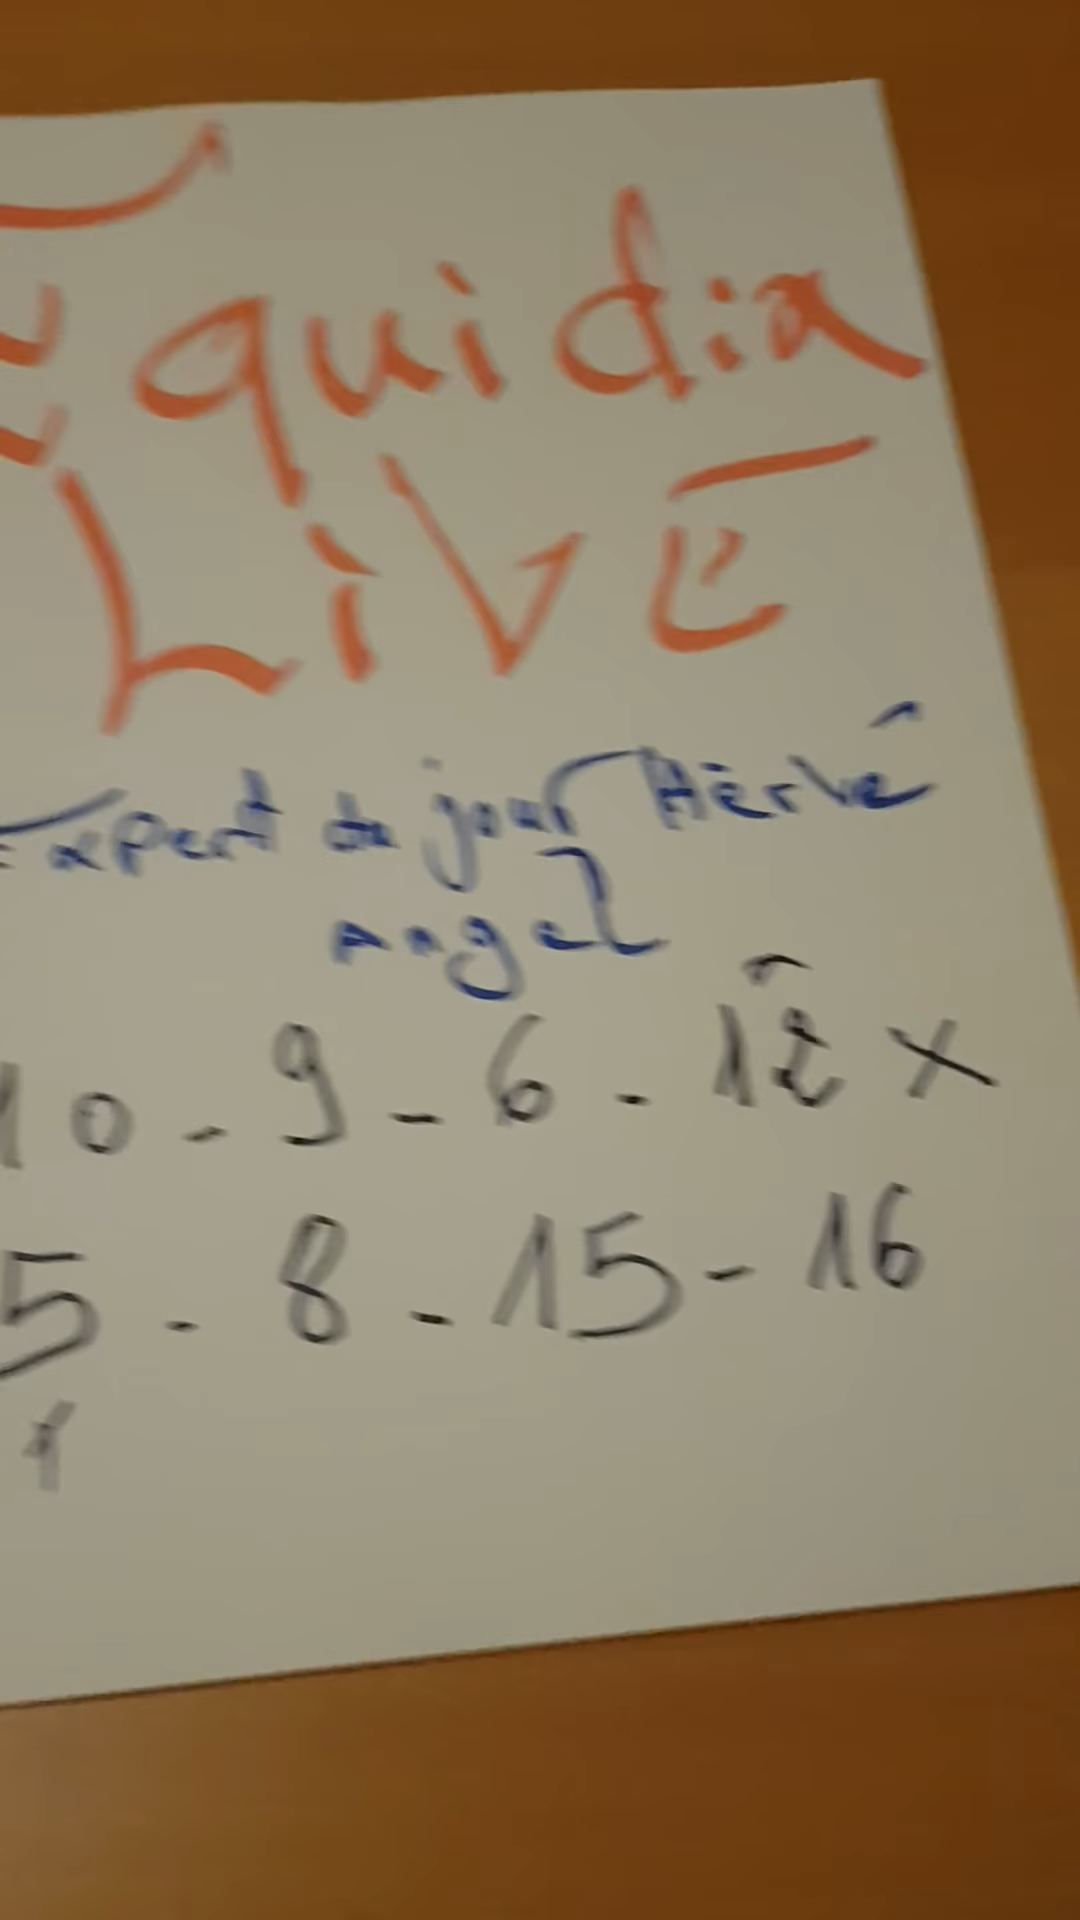 Equidia
LiVE
Expert du jour Hervé
Angel
10 - 9 - 6 - 12 x
5 - 8 - 15 - 16